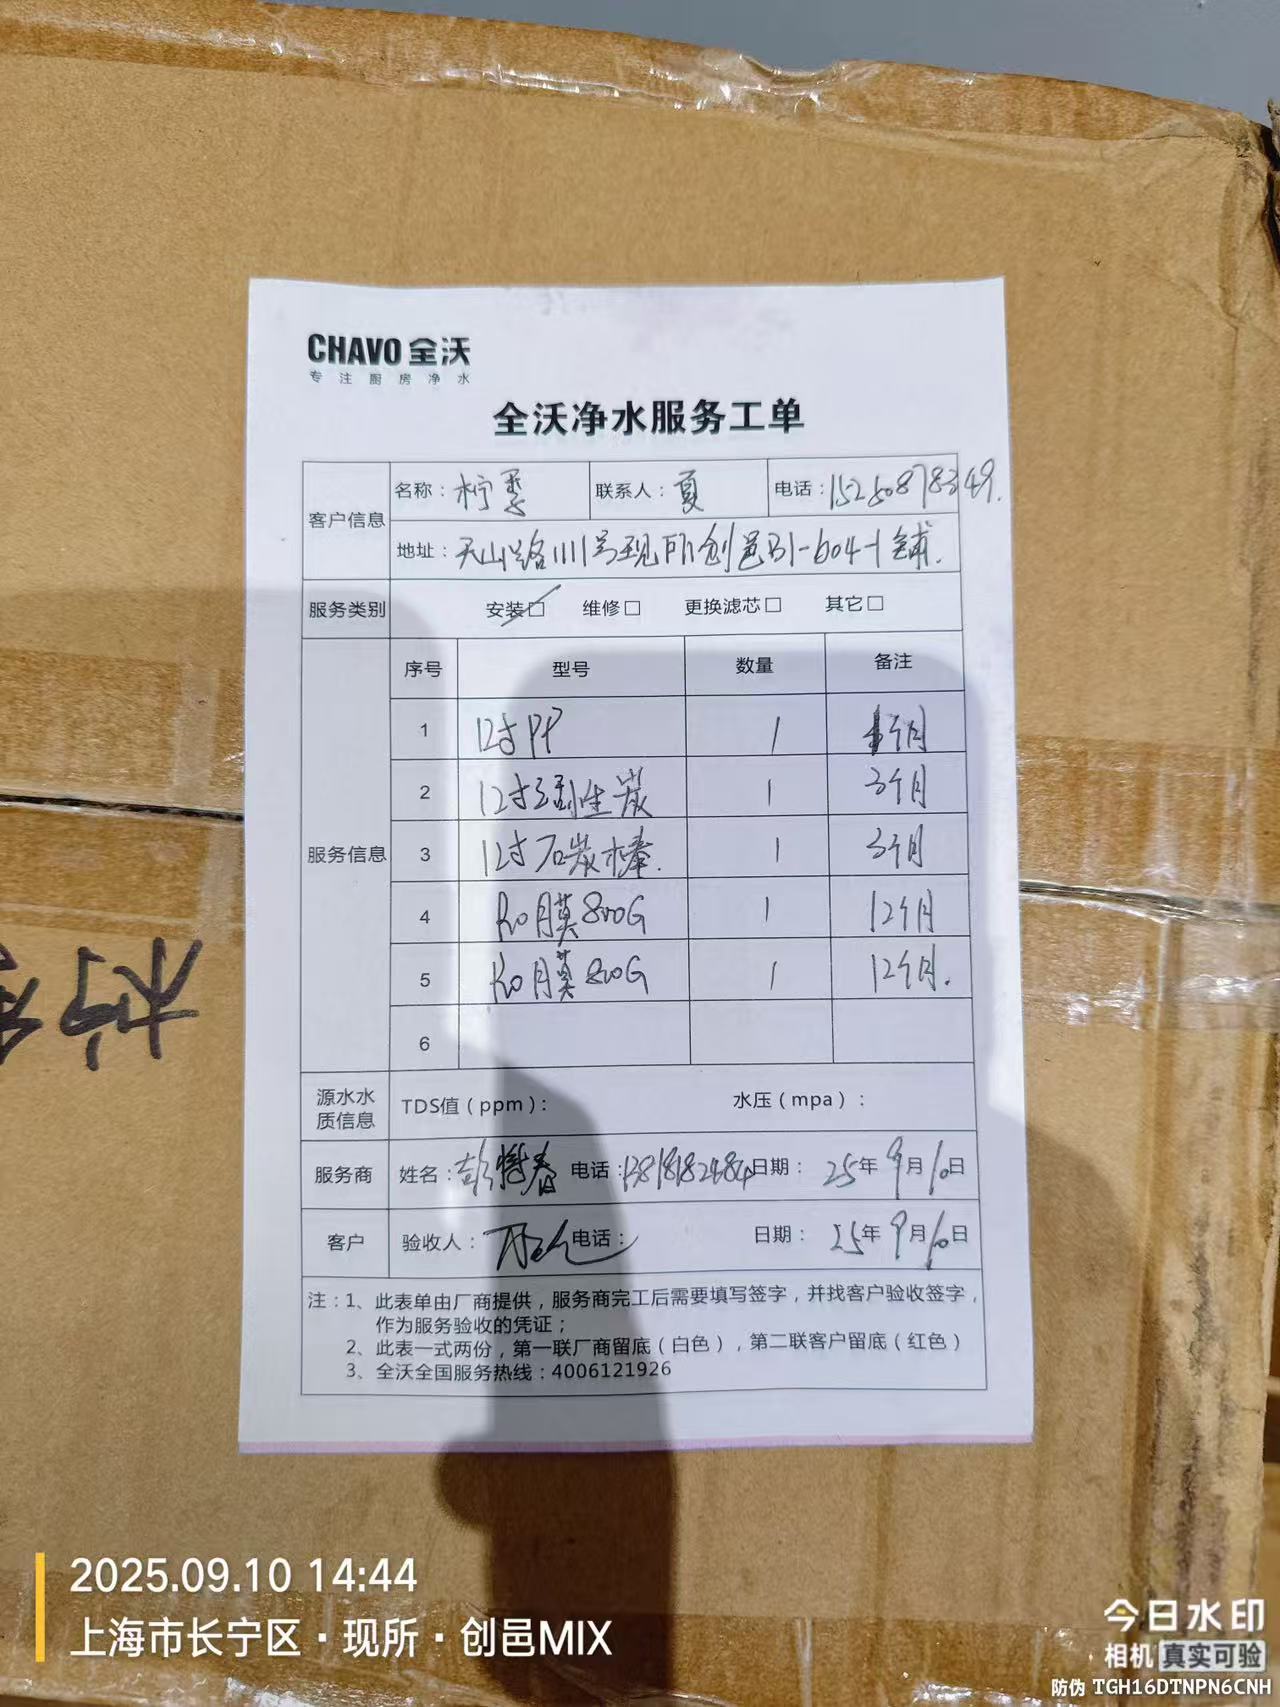 CHAVO 全沃
专注厨房净水
全沃净水服务工单
客户信息 名称：柠季 联系人：夏 电话：15250878349.
地址：天山路1111号现所创邑B1-604-1铺.
服务类别 安装□ 维修□ 更换滤芯□ 其它□
服务信息 序号 型号 数量 备注
1 12寸PP 1 个月
2 12寸 性炭 1 3个月
3 12寸 炭棒. 1 3个月
4 RO膜800G 1 12个月
5 RO膜800G 1 12个月.
6
源水水质信息 TDS值（ppm）： 水压（mpa）：
服务商 姓名：彭 春 电话：13818182484 日期：25年9月10日
客户 验收人： 电话： 日期：25年9月10日
注：1、此表单由厂商提供，服务商完工后需要填写签字，并找客户验收签字，
作为服务验收的凭证；
2、此表一式两份，第一联厂商留底（白色），第二联客户留底（红色）
3、全沃全国服务热线：4006121926
柠
2025.09.10 14:44
上海市长宁区·现所·创邑MIX
今日水印
相机 真实可验
防伪 TGH16DTNPN6CNH